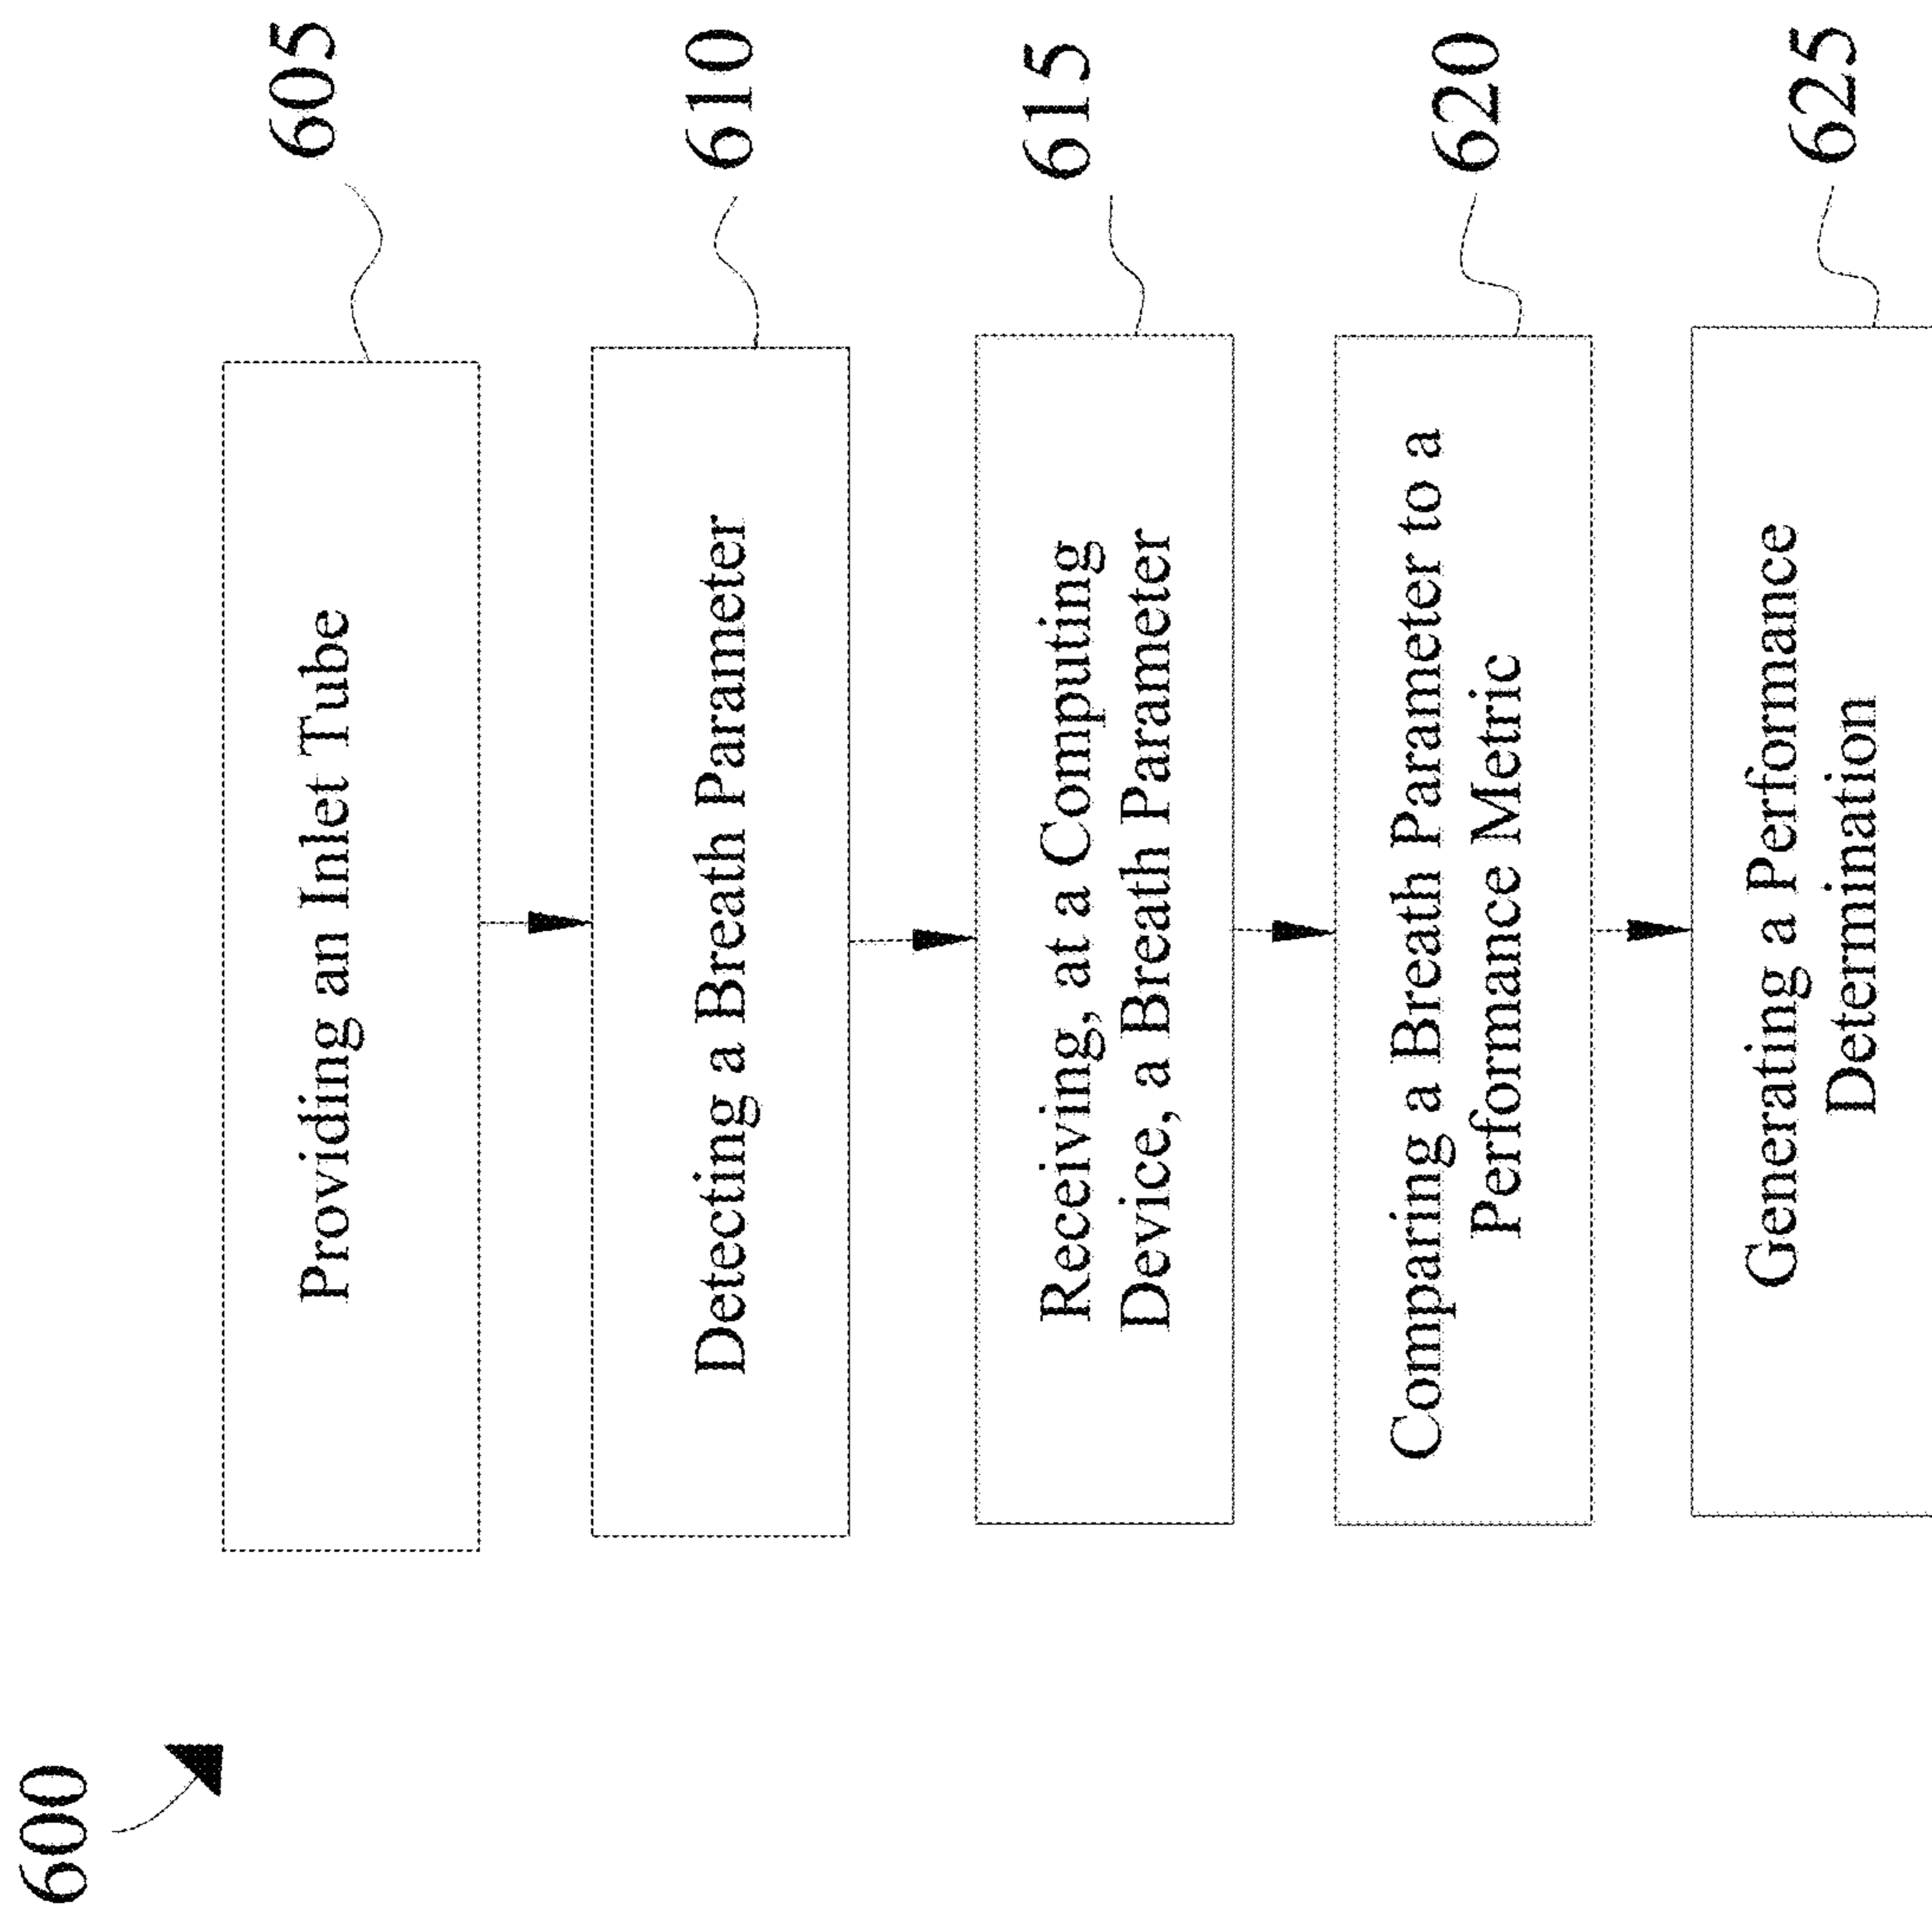 600
Providing an Inlet Tube
605
Detecting a Breath Parameter
610
Receiving, at a Computing
Device, a Breath Parameter
615
Comparing a Breath Parameter to a
Performance Metric
620
Generating a Performance
Determination
625